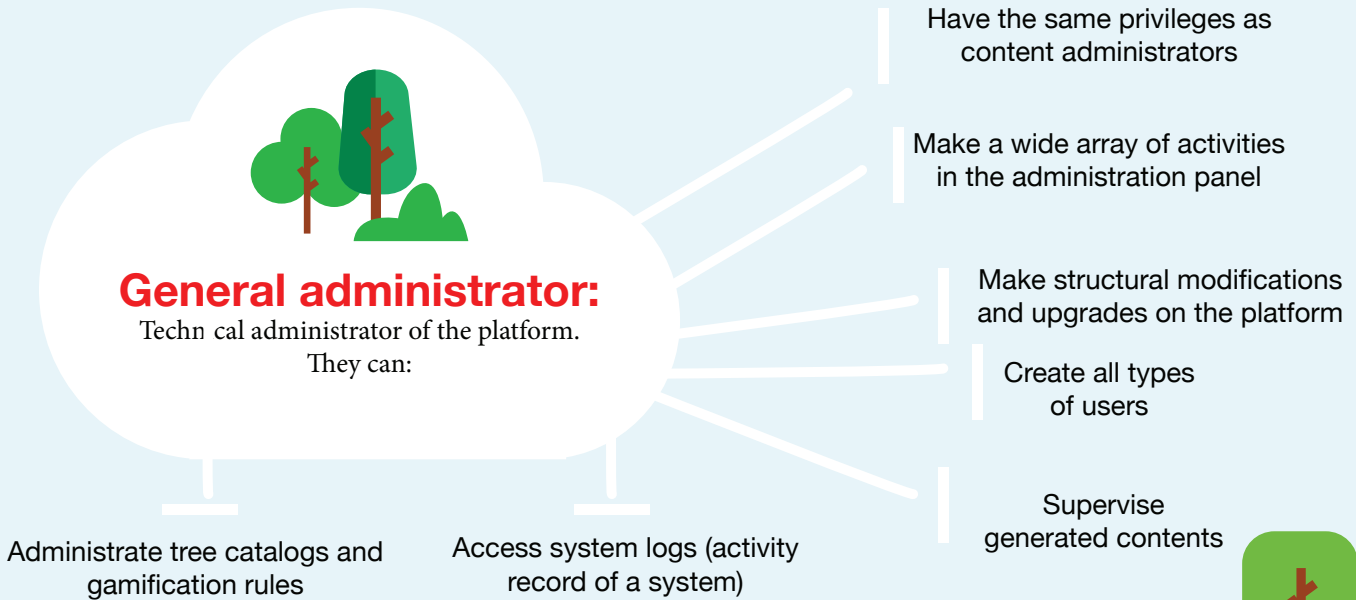 General administrator:
Techn cal administrator of the platform.
They can:
Have the same privileges as
content administrators
Make a wide array of activities
in the administration panel
Make structural modifications
and upgrades on the platform
Create all types
of users
Supervise
generated contents
Administrate tree catalogs and
gamification rules
Access system logs (activity
record of a system)